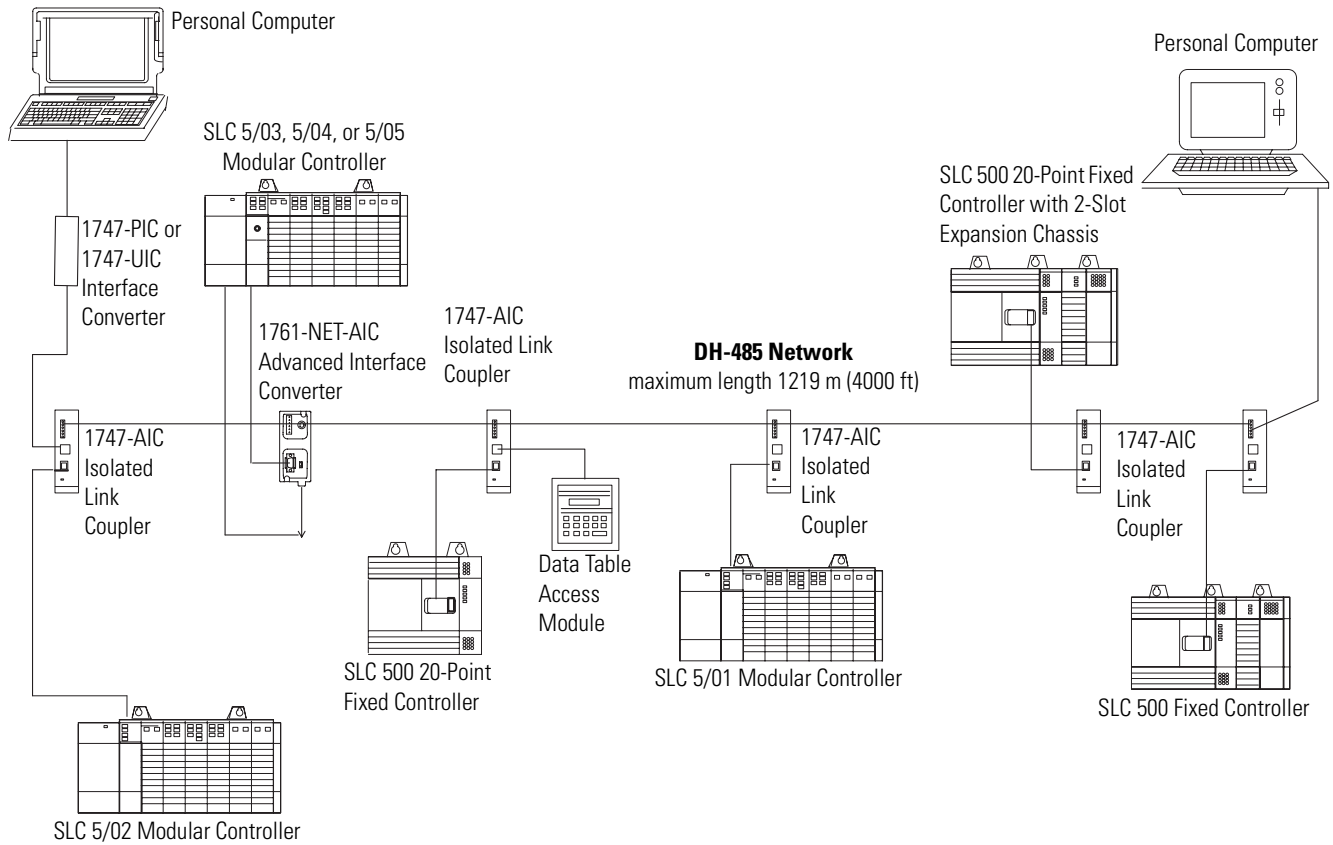 Personal Computer
Personal Computer
SLC 5/03, 5/04, or 5/05
Modular Controller
SLC 500 20-Point Fixed
Controller with 2-Slot
Expansion Chassis
1747-PIC or
1747-UIC
Interface
Converter
1761-NET-AIC
Advanced Interface
Converter
1747-AIC
Isolated Link
Coupler
DH-485 Network
maximum length 1219 m (4000 ft)
1747-AIC
Isolated
Link
Coupler
1747-AIC
Isolated
Link
Coupler
1747-AIC
Isolated
Link
Coupler
Data Table
Access
Module
SLC 500 20-Point
Fixed Controller
SLC 5/01 Modular Controller
SLC 500 Fixed Controller
SLC 5/02 Modular Controller